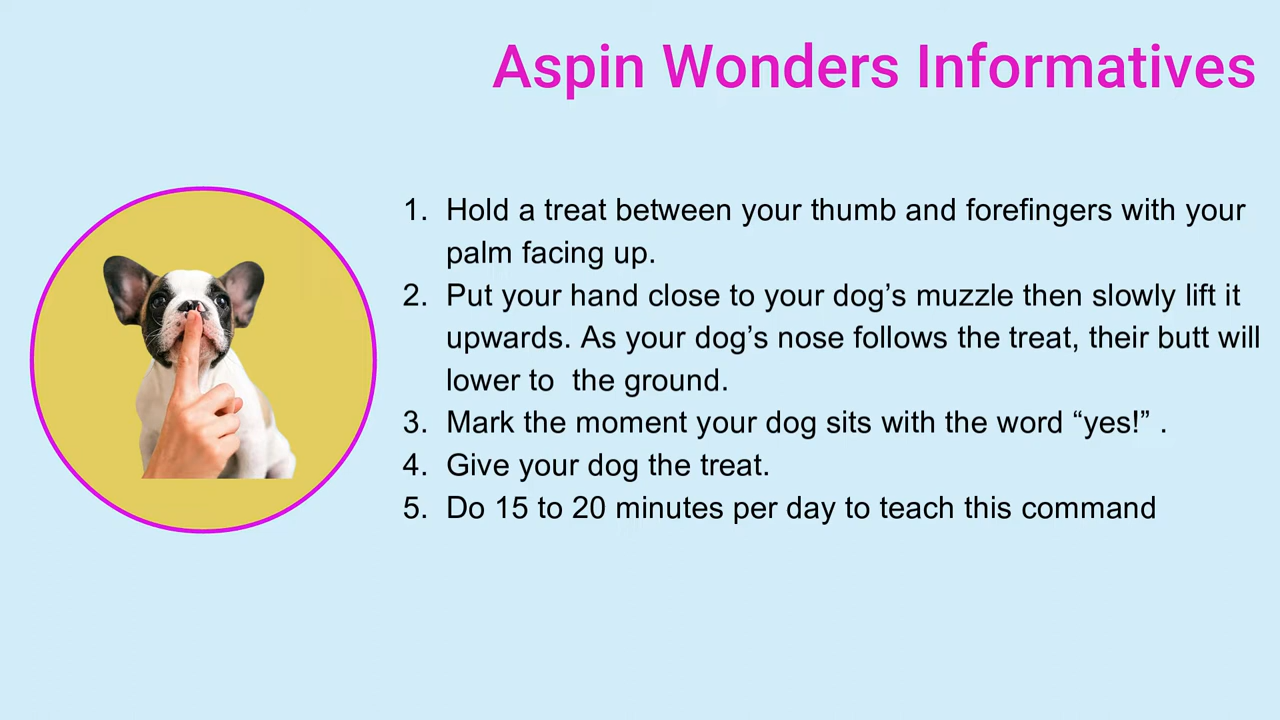 Aspin Wonders Informatives
1. Hold a treat between your thumb and forefingers with your
palm facing up.
2. Put your hand close to your dog’s muzzle then slowly lift it
upwards. As your dog’s nose follows the treat, their butt will
lower to  the ground.
3. Mark the moment your dog sits with the word “yes!” .
4. Give your dog the treat.
5. Do 15 to 20 minutes per day to teach this command